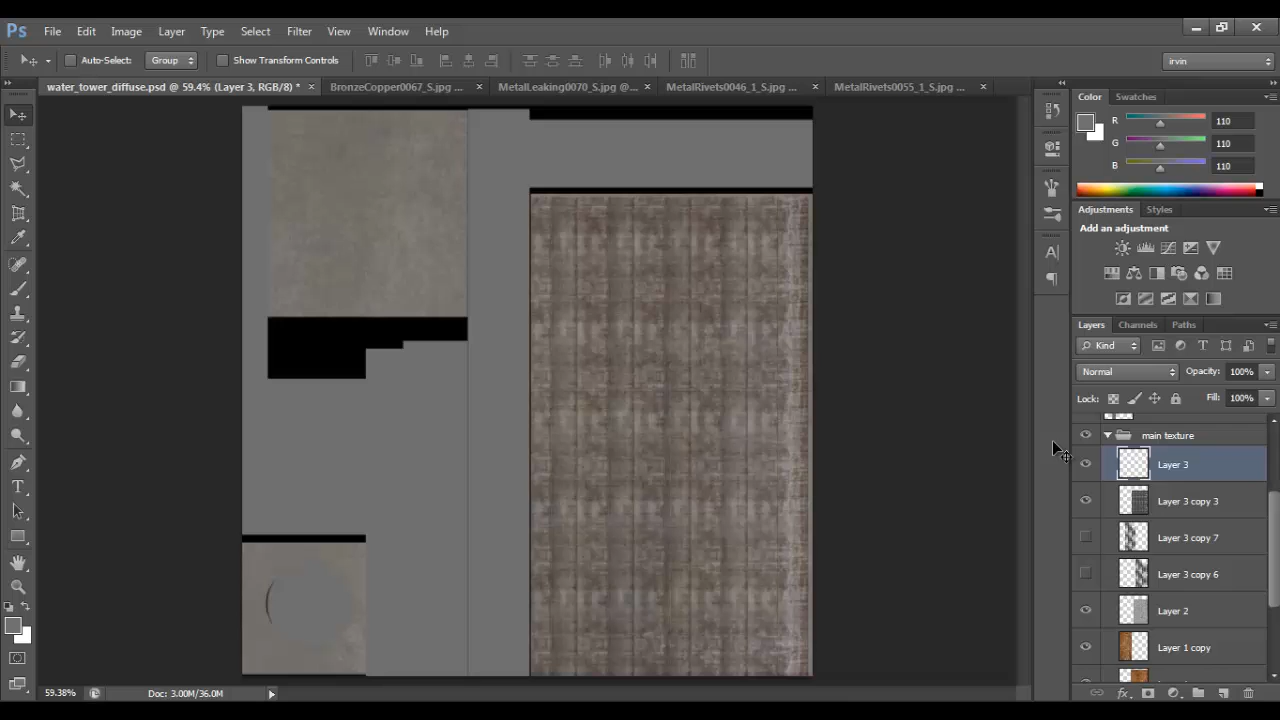 Ps File Edit Image Layer Type Select Filter View Window Help
Auto-Select: Group Show Transform Controls irvin
water_tower_diffuse.psd @ 59.4% (Layer 3, RGB/8) * × BronzeCopper0067_S.jpg ... × MetalLeaking0070_S.jpg @... × MetalRivets0046_1_S.jpg ... × MetalRivets0055_1_S.jpg ... ×
Color Swatches
R 110
G 110
B 110
Adjustments Styles
Add an adjustment
Layers Channels Paths
Kind
Normal Opacity: 100%
Lock: Fill: 100%
main texture
Layer 3
Layer 3 copy 3
Layer 3 copy 7
Layer 3 copy 6
Layer 2
Layer 1 copy
59.38% Doc: 3.00M/36.0M